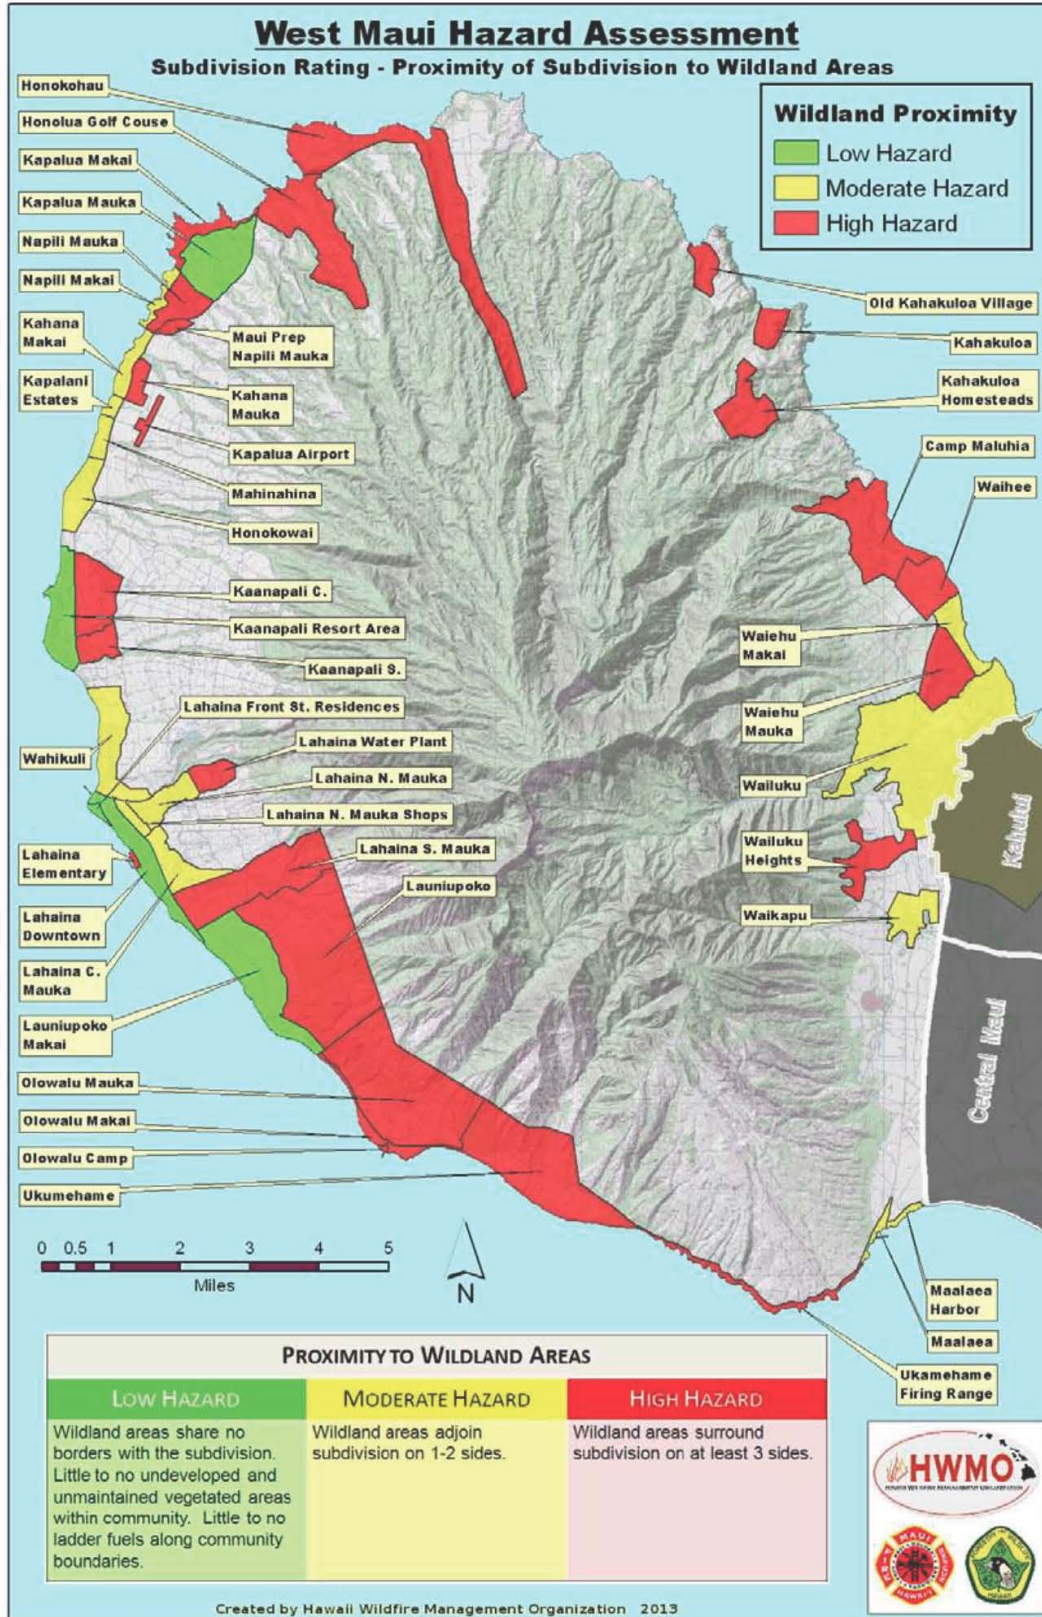 West Maui Hazard Assessment
Subdivision Rating - Proximity of Subdivision to Wildland Areas
Wildland Proximity
Low Hazard
Moderate Hazard
High Hazard
Honokohau
Honolua Golf Couse
Kapalua Makai
Kapalua Mauka
Napili Mauka
Napili Makai
Kahana
Makai
Kapalani
Estates
Maui Prep
Napili Mauka
Kahana
Mauka
Kapalua Airport
Mahinahina
Honokowai
Kaanapali C.
Kaanapali Resort Area
Kaanapali S.
Lahaina Front St. Residences
Wahikuli
Lahaina Water Plant
Lahaina N. Mauka
Lahaina N. Mauka Shops
Lahaina
Elementary
Lahaina S. Mauka
Launiupoko
Lahaina
Downtown
Lahaina C.
Mauka
Launiupoko
Makai
Olowalu Mauka
Olowalu Makai
Olowalu Camp
Ukumehame
Old Kahakuloa Village
Kahakuloa
Kahakuloa
Homesteads
Camp Maluhia
Waihee
Waiehu
Makai
Waiehu
Mauka
Wailuku
Wailuku
Heights
Waikapu
Kahului
Central Maui
Maalaea
Harbor
Maalaea
Ukamehame
Firing Range
0 0.5 1 2 3 4 5
Miles
N
PROXIMITY TO WILDLAND AREAS
LOW HAZARD
MODERATE HAZARD
HIGH HAZARD
Wildland areas share no
borders with the subdivision.
Little to no undeveloped and
unmaintained vegetated areas
within community. Little to no
ladder fuels along community
boundaries.
Wildland areas adjoin
subdivision on 1-2 sides.
Wildland areas surround
subdivision on at least 3 sides.
HWMO
HAWAII WILDFIRE MANAGEMENT ORGANIZATION
MAUI
FIRE
HAWAII
Created by Hawaii Wildfire Management Organization 2013